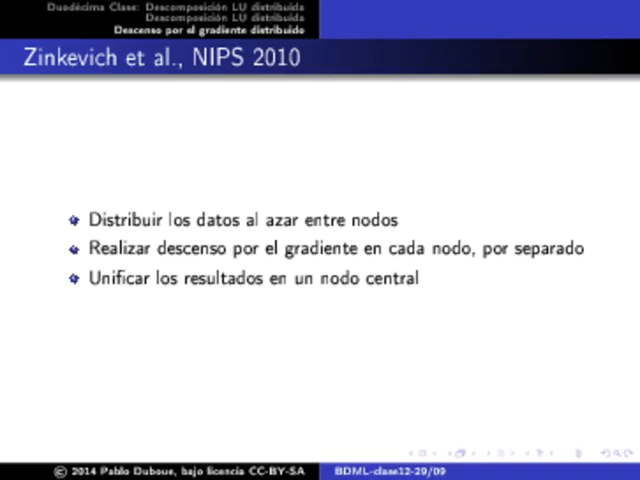 Duodécima Clase: Descomposición LU distribuida
Descomposición LU distribuida
Descenso por el gradiente distribuido
Zinkevich et al., NIPS 2010
Distribuir los datos al azar entre nodos
Realizar descenso por el gradiente en cada nodo, por separado
Unificar los resultados en un nodo central
© 2014 Pablo Duboue, bajo licencia CC-BY-SA
BDML-clase12-29/09